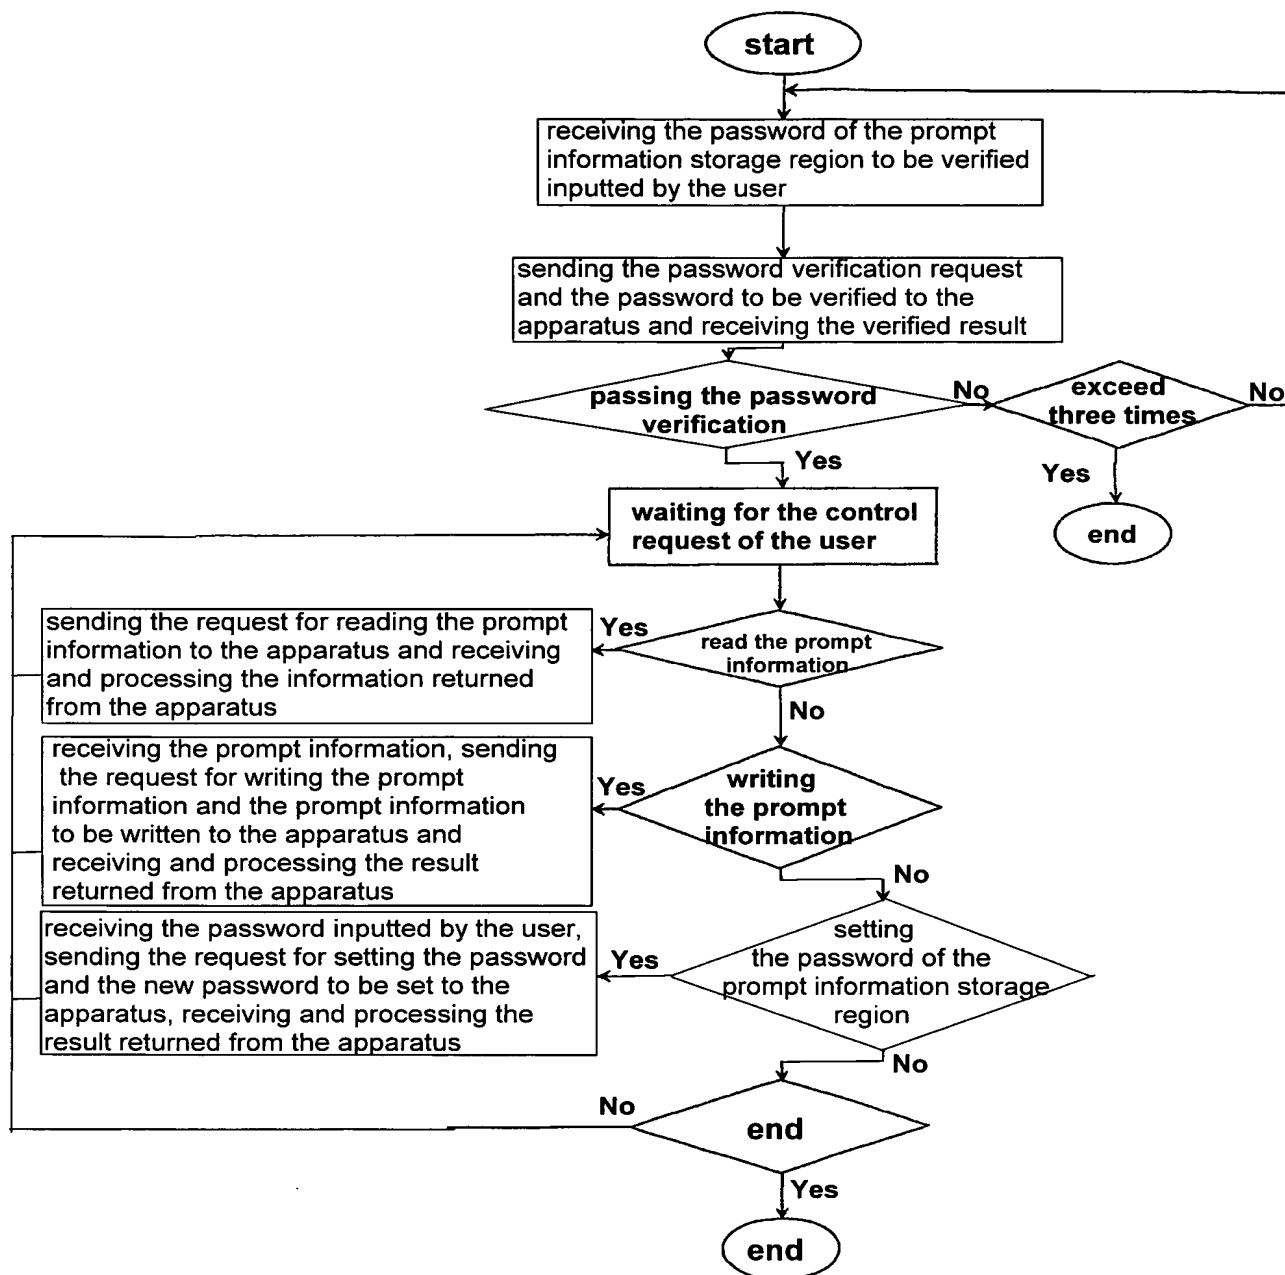 start
receiving the password of the prompt
information storage region to be verified
inputted by the user
sending the password verification request
and the password to be verified to the
apparatus and receiving the verified result
passing the password
verification
No
exceed
three times
No
Yes
Yes
end
waiting for the control
request of the user
read the prompt
information
Yes
sending the request for reading the prompt
information to the apparatus and receiving
and processing the information returned
from the apparatus
No
writing
the prompt
information
Yes
receiving the prompt information, sending
the request for writing the prompt
information and the prompt information
to be written to the apparatus and
receiving and processing the result
returned from the apparatus
No
setting
the password of the
prompt information storage
region
Yes
receiving the password inputted by the user,
sending the request for setting the password
and the new password to be set to the
apparatus, receiving and processing the
result returned from the apparatus
No
end
No
Yes
end